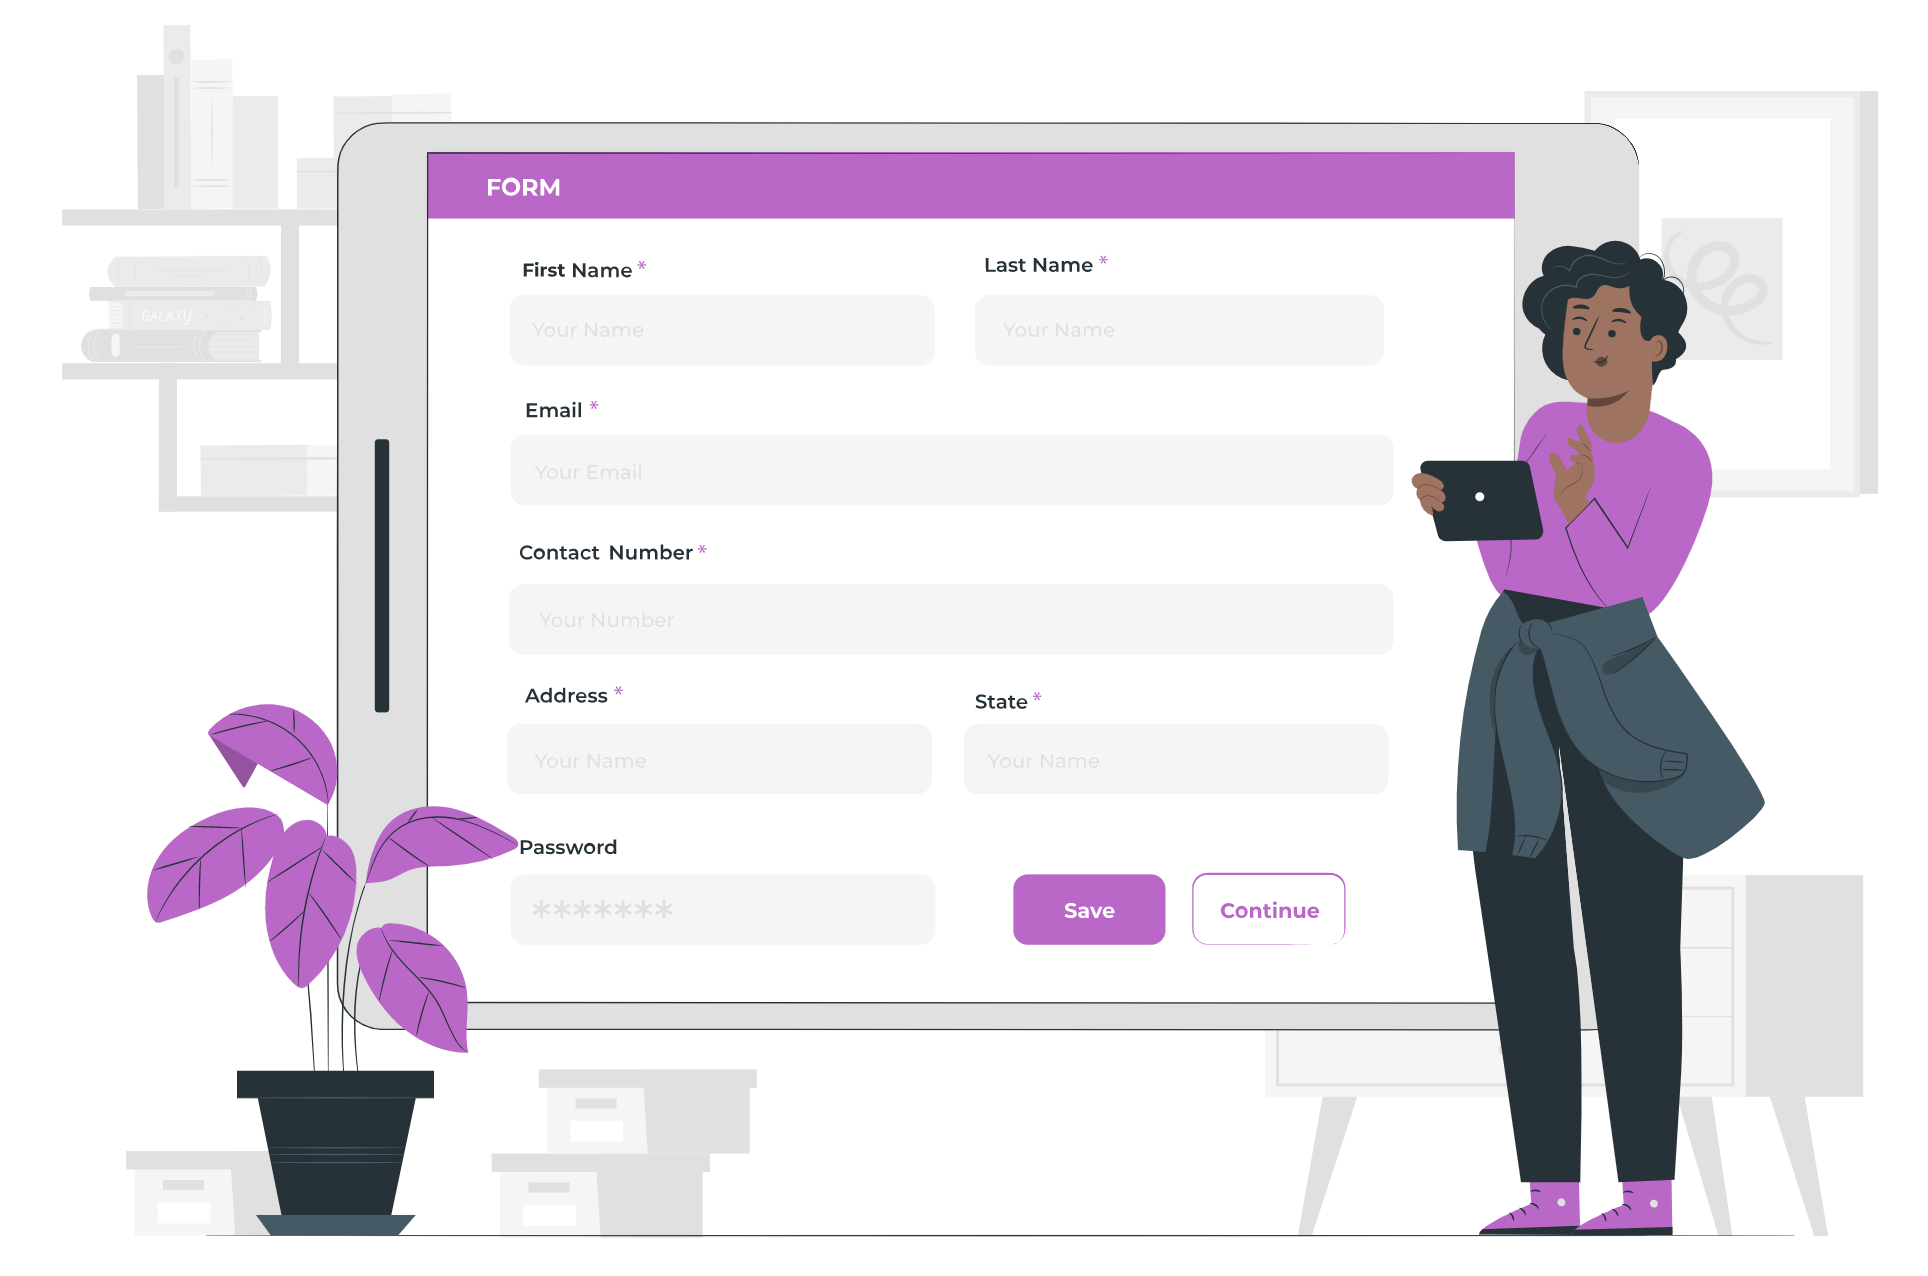 GALAXY
FORM
First Name *
Last Name *
Your Name
Your Name
Email *
Your Email
Contact Number *
Your Number
Address *
State *
Your Name
Your Name
Password
*******
Save
Continue